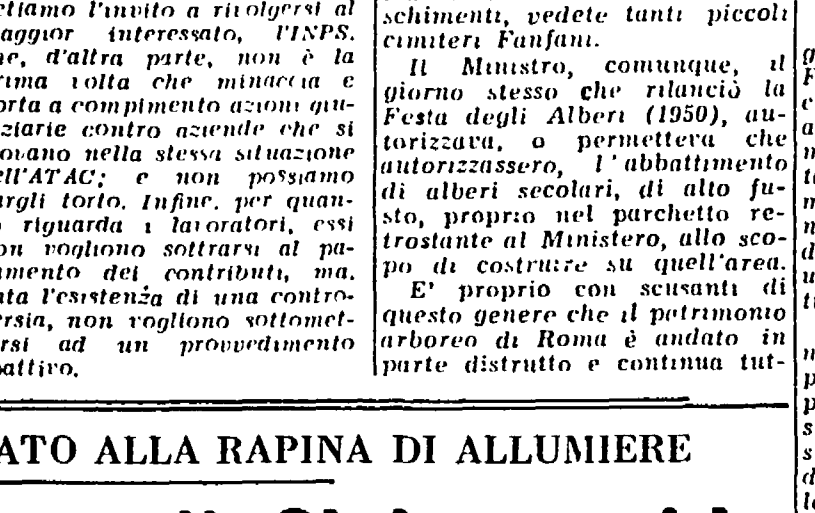 etiamo l'invito a rivolgersi al
aggior interessato, l'INPS.
he, d'altra parte, non è la
rima volta che minaccia e
orta a compimento azioni giu-
ziarie contro aziende che si
ovano nella stessa situazione
ell'ATAC; e non possiamo
argli torto. Infine, per quan-
o riguarda i lavoratori, essi
on vogliono sottrarsi al pa-
amento dei contributi, ma,
ata l'esistenza di una contro-
ersia, non vogliono sottomet-
ersi ad un provvedimento
oattivo.
schimenti, vedete tanti piccoli
cimiteri Fanfani.
Il Ministro, comunque, il
giorno stesso che rilanciò la
Festa degli Alberi (1950), au-
torizzava, o permetteva che
autorizzassero, l'abbattimento
di alberi secolari, di alto fu-
sto, proprio nel parchetto re-
trostante al Ministero, allo sco-
po di costruire su quell'area.
E' proprio con scusanti di
questo genere che il patrimonio
arboreo di Roma è andato in
parte distrutto e continua tut-
ATO ALLA RAPINA DI ALLUMIERE